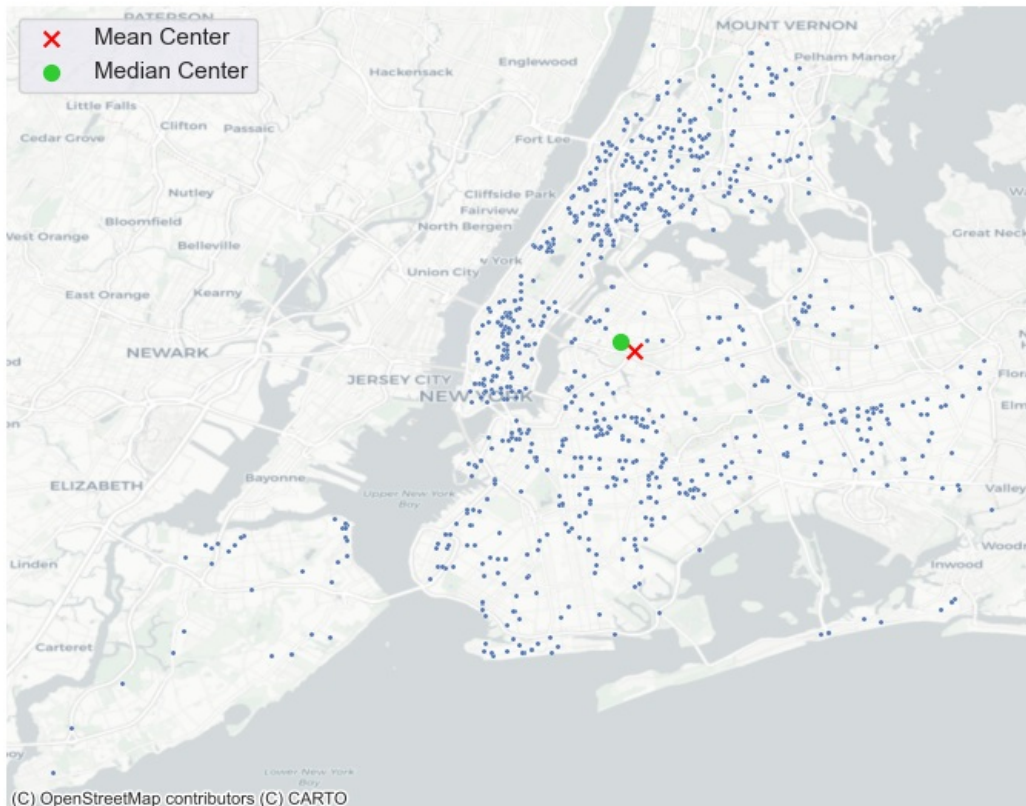 PATERSON
MOUNT VERNON
Mean Center
Median Center
Pelham Manor
Englewood
Hackensack
Little Falls
Clifton
Passaic
Cedar Grove
Fort Lee
Nutley
Cliffside Park
Fairview
North Bergen
Bloomfield
West Orange
Belleville
Great Neck
Union City
East Orange
Kearny
NEWARK
JERSEY CITY
NEW YORK
ELIZABETH
Bayonne
Upper New York
Bay
Valley
Linden
Inwood
Carteret
Lower New York
Bay
(C) OpenStreetMap contributors (C) CARTO